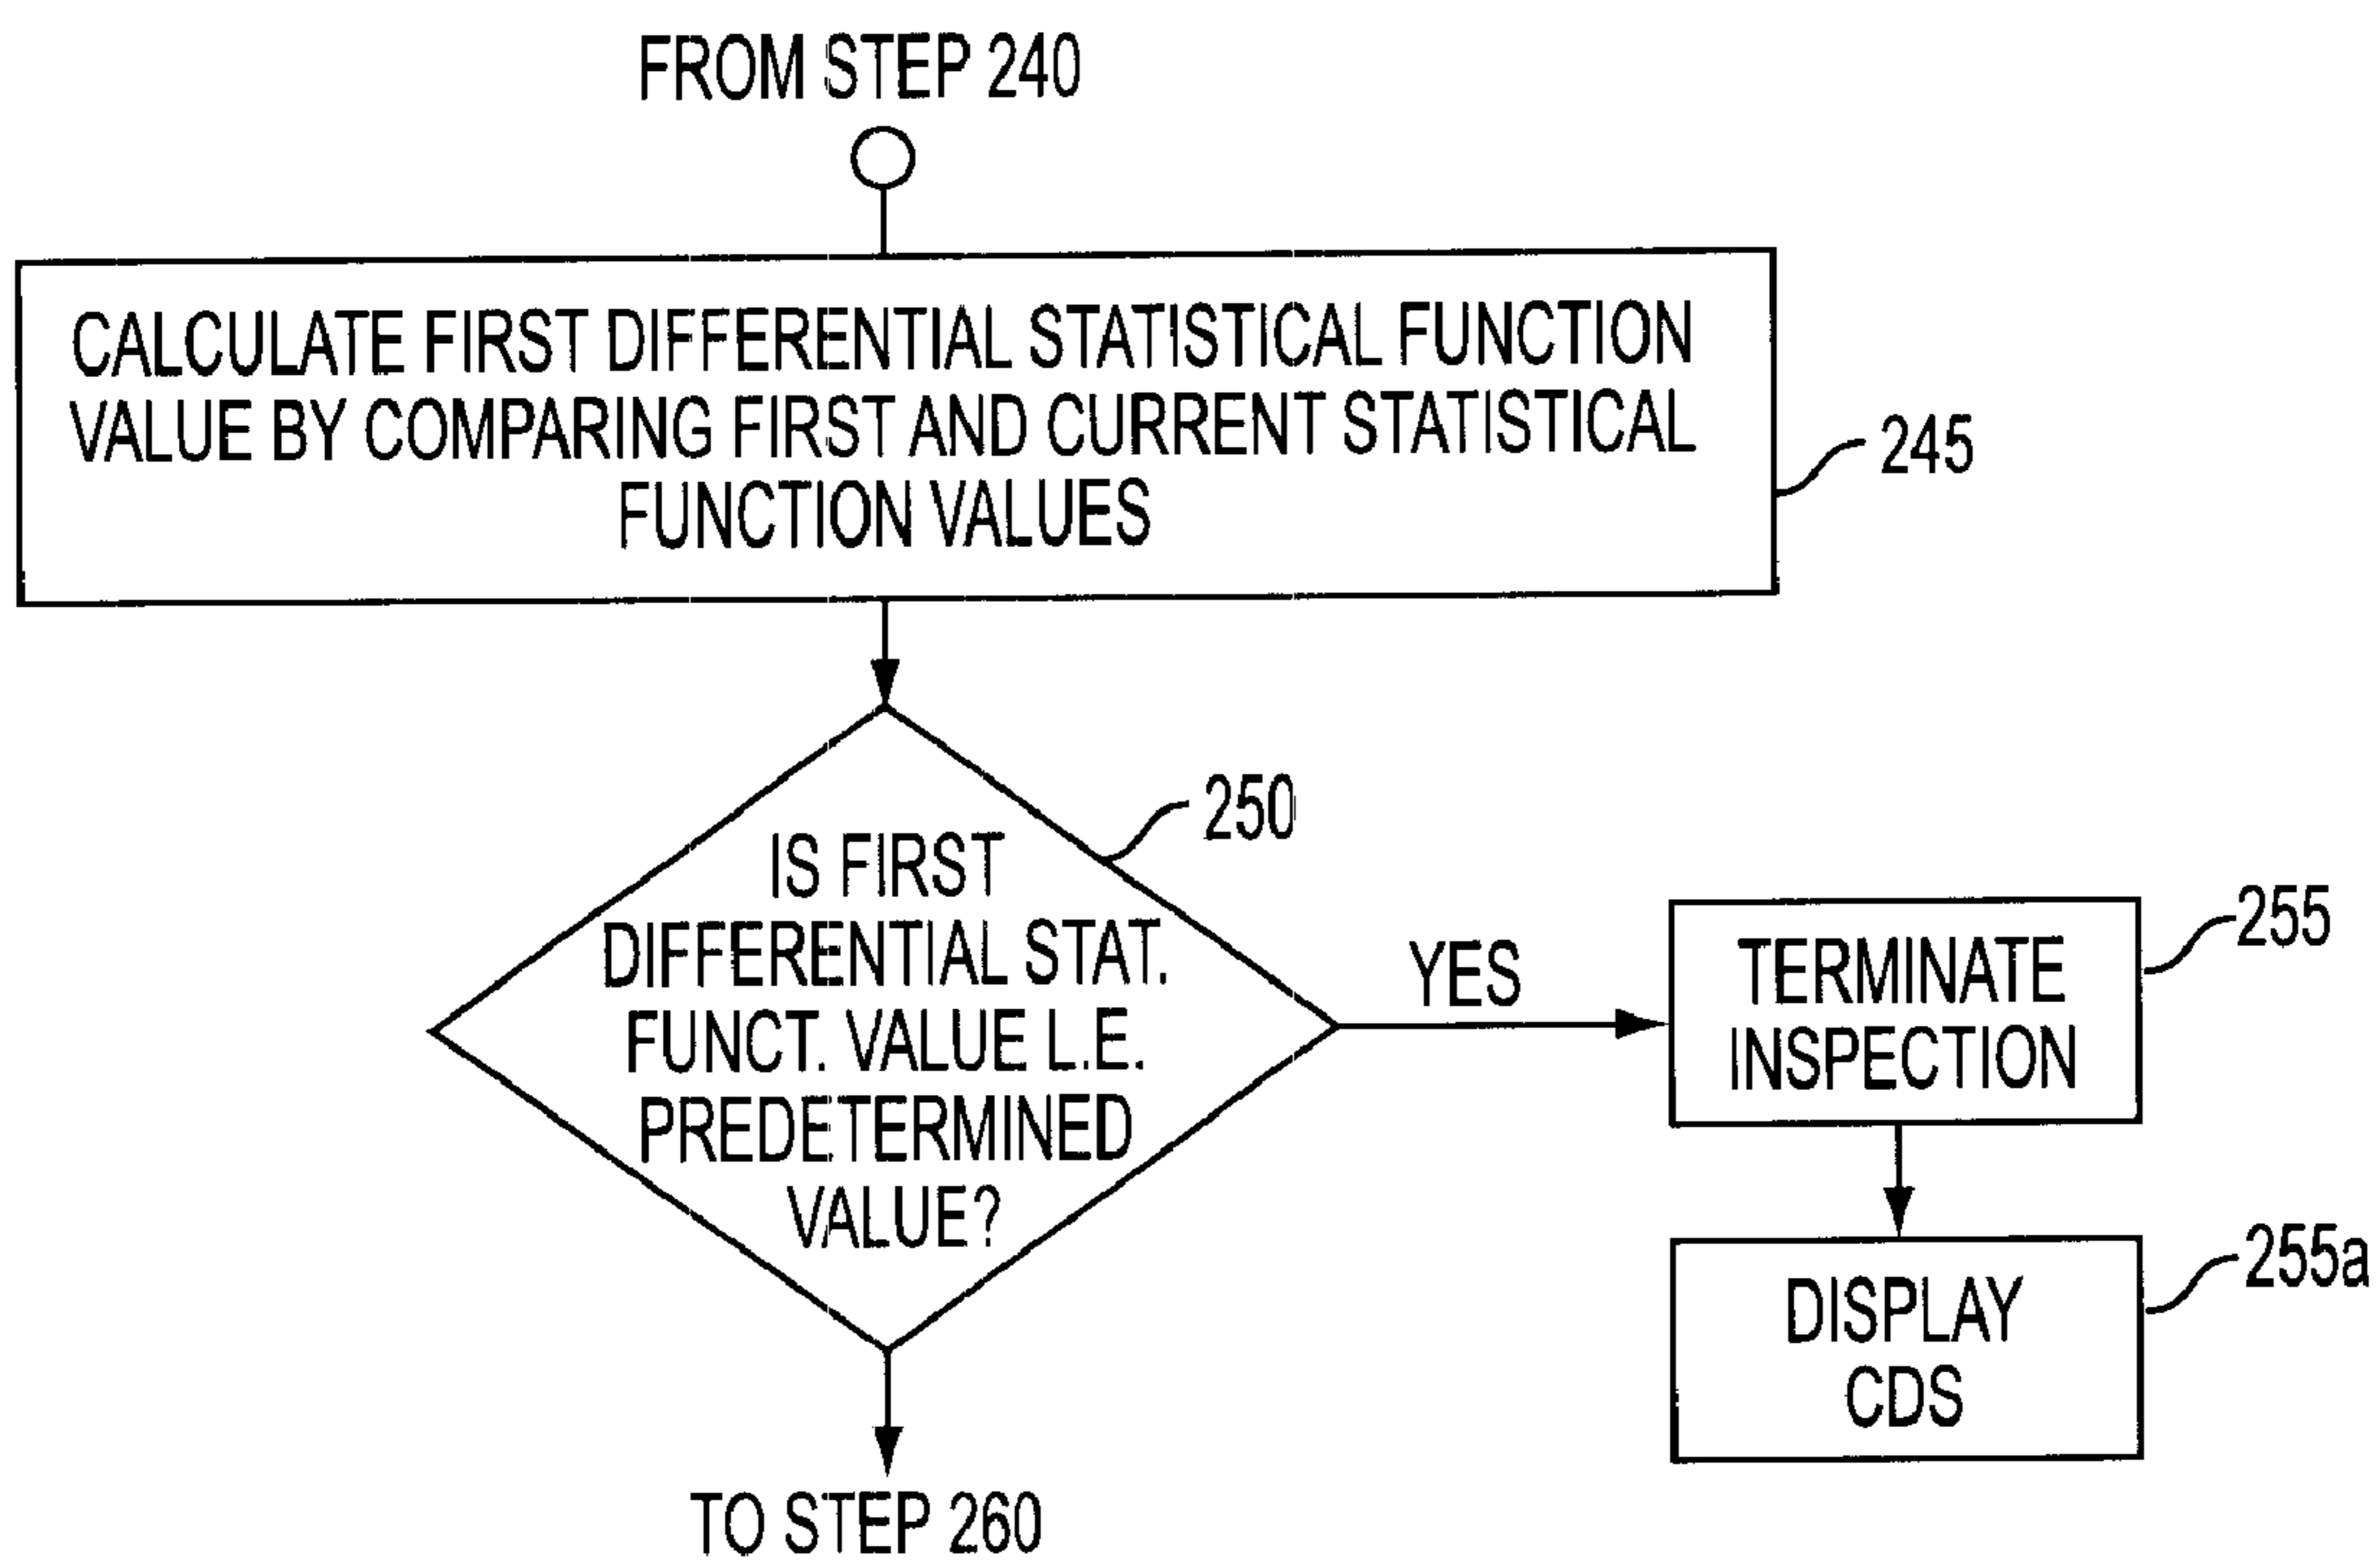 FROM STEP 240
CALCULATE FIRST DIFFERENTIAL STATISTICAL FUNCTION
VALUE BY COMPARING FIRST AND CURRENT STATISTICAL
FUNCTION VALUES
245
250
IS FIRST
DIFFERENTIAL STAT.
FUNCT. VALUE L.E.
PREDETERMINED
VALUE?
YES
255
TERMINATE
INSPECTION
255a
DISPLAY
CDS
TO STEP 260